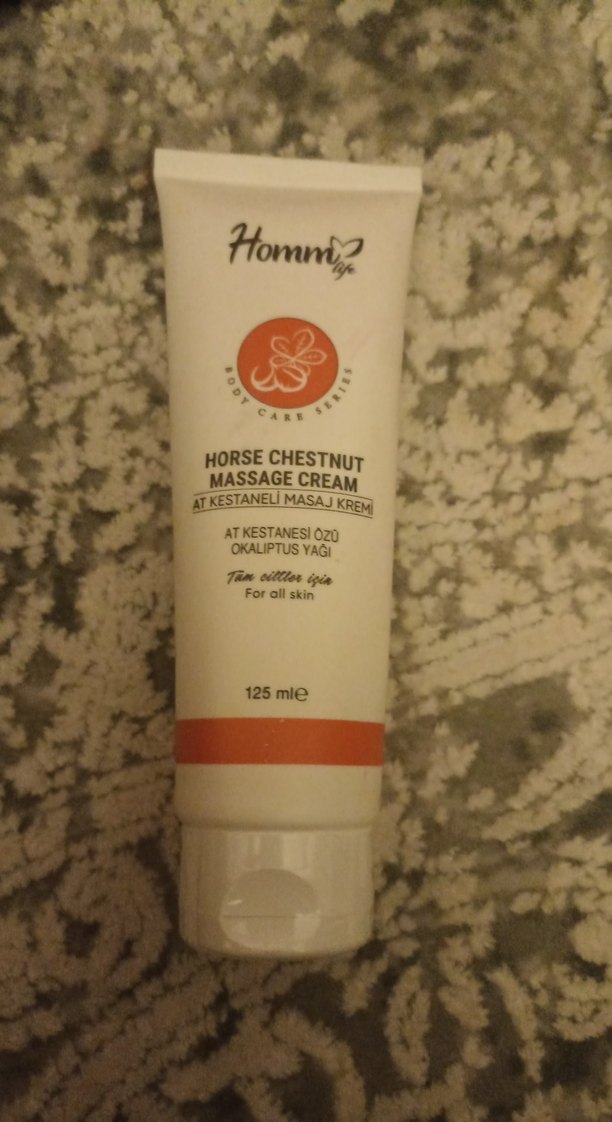 Homm
life
BODY CARE SERIES
HORSE CHESTNUT
MASSAGE CREAM
AT KESTANELİ MASAJ KREMİ
AT KESTANESİ ÖZÜ
OKALİPTUS YAĞI
Tüm ciltler için
For all skin
125 ml℮